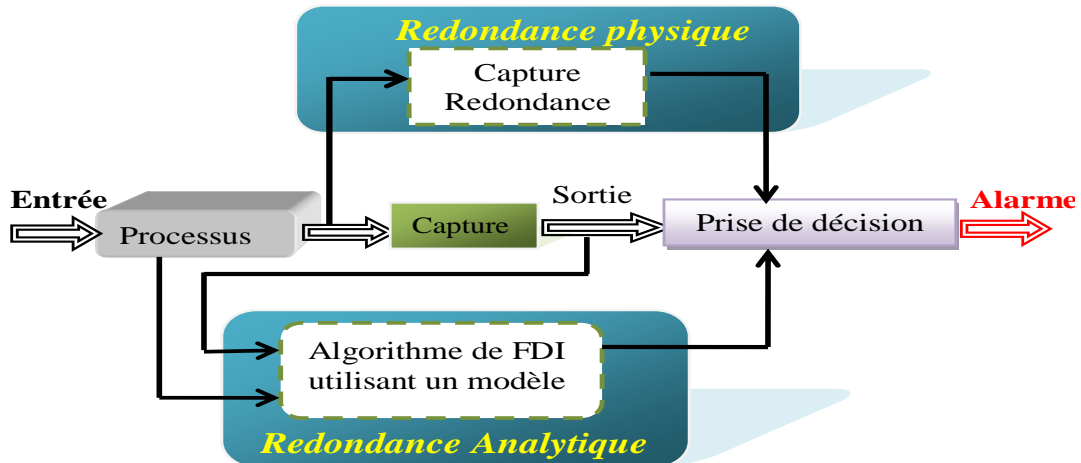 Redondance physique
Capture
Redondance
Entrée
Processus
Capture
Sortie
Prise de décision
Alarme
Algorithme de FDI
utilisant un modèle
Redondance Analytique